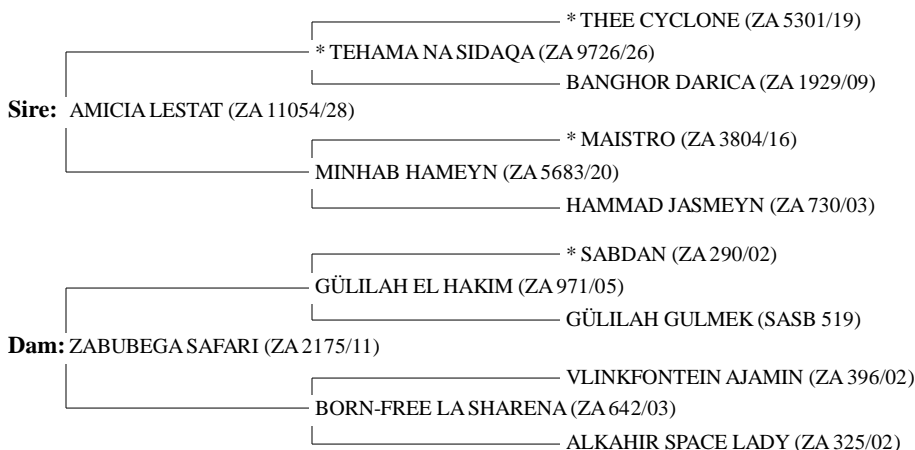 * THEE CYCLONE (ZA 5301/19)
* TEHAMA NA SIDAQA (ZA 9726/26)
BANGHOR DARICA (ZA 1929/09)
Sire: AMICIA LESTAT (ZA 11054/28)
* MAISTRO (ZA 3804/16)
MINHAB HAMEYN (ZA 5683/20)
HAMMAD JASMEYN (ZA 730/03)
* SABDAN (ZA 290/02)
GÜLILAH EL HAKIM (ZA 971/05)
GÜLILAH GULMEK (SASB 519)
Dam: ZABUBEGA SAFARI (ZA 2175/11)
VLINKFONTEIN AJAMIN (ZA 396/02)
BORN-FREE LA SHARENA (ZA 642/03)
ALKAHIR SPACE LADY (ZA 325/02)